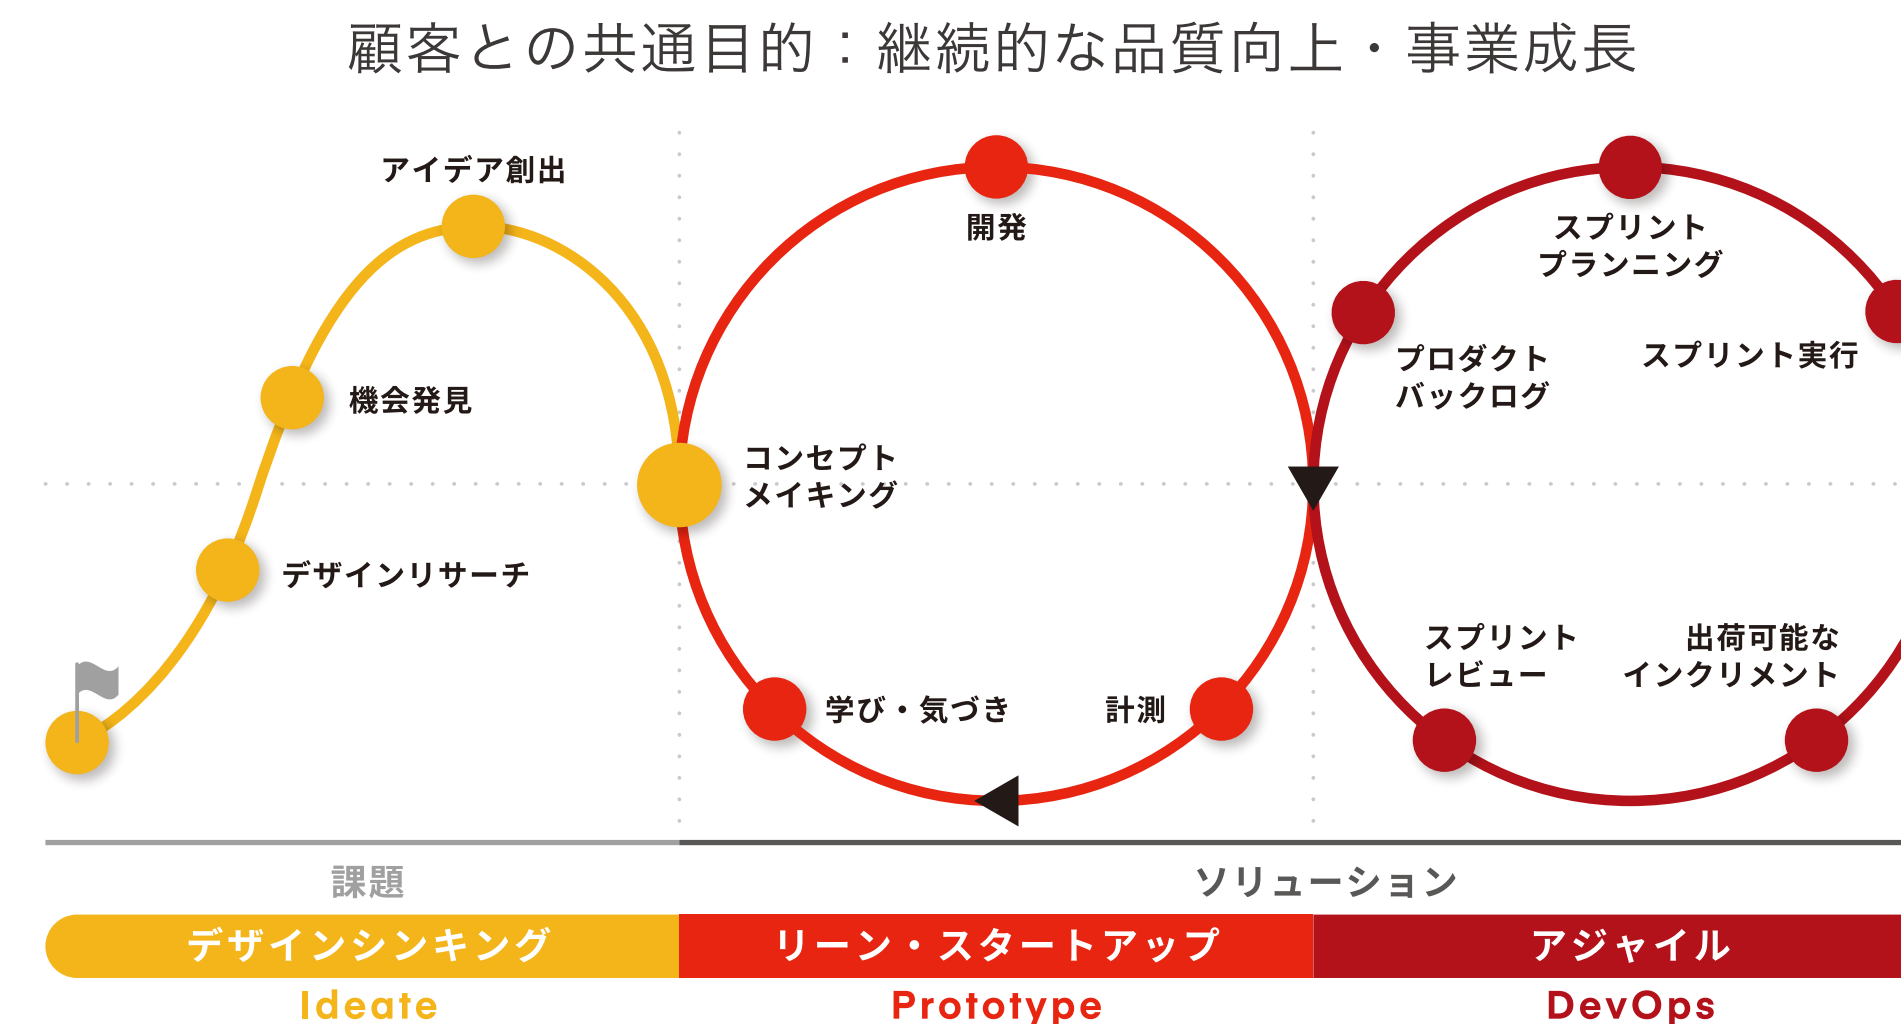 顧客との共通目的：継続的な品質向上・事業成長
アイデア創出
開発
スプリント
プランニング
機会発見
プロダクト
バックログ
スプリント実行
コンセプト
メイキング
デザインリサーチ
学び・気づき
計測
スプリント
レビュー
出荷可能な
インクリメント
課題
ソリューション
デザインシンキング
リーン・スタートアップ
アジャイル
Ideate
Prototype
DevOps